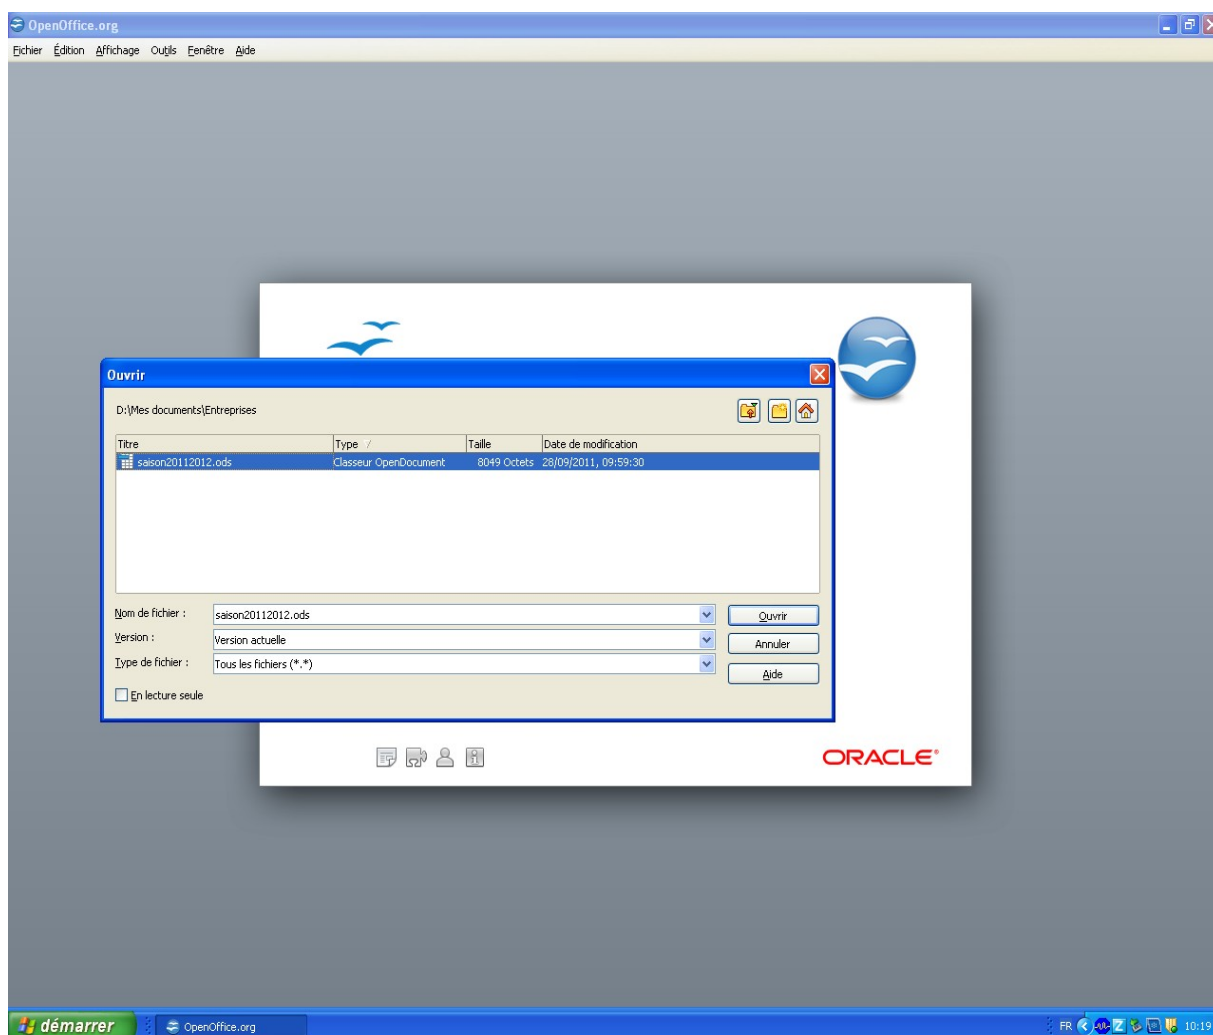 OpenOffice.org
Fichier Édition Affichage Outils Fenêtre Aide
Ouvrir
D:\Mes documents\Entreprises
Titre Type Taille Date de modification
saison20112012.ods Classeur OpenDocument 8049 Octets 28/09/2011, 09:59:30
Nom de fichier : saison20112012.ods Ouvrir
Version : Version actuelle Annuler
Type de fichier : Tous les fichiers (*.*) Aide
En lecture seule
ORACLE
démarrer OpenOffice.org FR 10:19